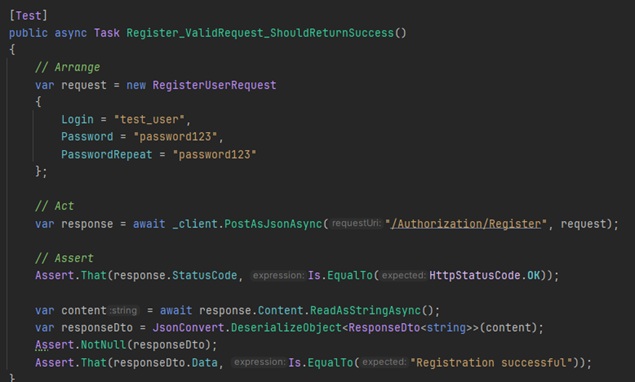 [Test]
public async Task Register_ValidRequest_ShouldReturnSuccess()
{
    // Arrange
    var request = new RegisterUserRequest
    {
        Login = "test_user",
        Password = "password123",
        PasswordRepeat = "password123"
    };

    // Act
    var response = await _client.PostAsJsonAsync( requestUri: "/Authorization/Register", request);

    // Assert
    Assert.That(response.StatusCode, expression: Is.EqualTo( expected: HttpStatusCode.OK));

    var content :string = await response.Content.ReadAsStringAsync();
    var responseDto = JsonConvert.DeserializeObject<ResponseDto<string>>(content);
    Assert.NotNull(responseDto);
    Assert.That(responseDto.Data, expression: Is.EqualTo( expected: "Registration successful"));
}